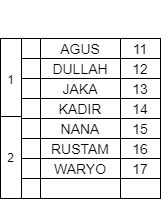 1
AGUS 11
DULLAH 12
JAKA 13
KADIR 14
2
NANA 15
RUSTAM 16
WARYO 17